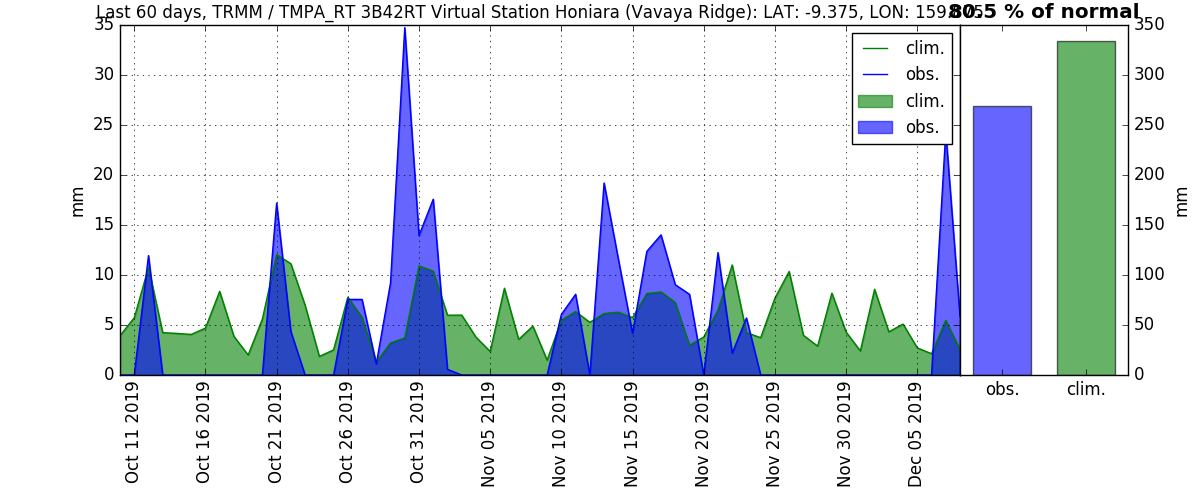 Last 60 days, TRMM / TMPA_RT 3B42RT Virtual Station Honiara (Vavaya Ridge): LAT: -9.375, LON:
80.5 % of normal
35
30
25
20
15
10
5
0
mm
clim.
obs.
clim.
obs.
350
300
250
200
150
100
50
0
mm
obs.
clim.
Oct 11 2019
Oct 16 2019
Oct 21 2019
Oct 26 2019
Oct 31 2019
Nov 05 2019
Nov 10 2019
Nov 15 2019
Nov 20 2019
Nov 25 2019
Nov 30 2019
Dec 05 2019